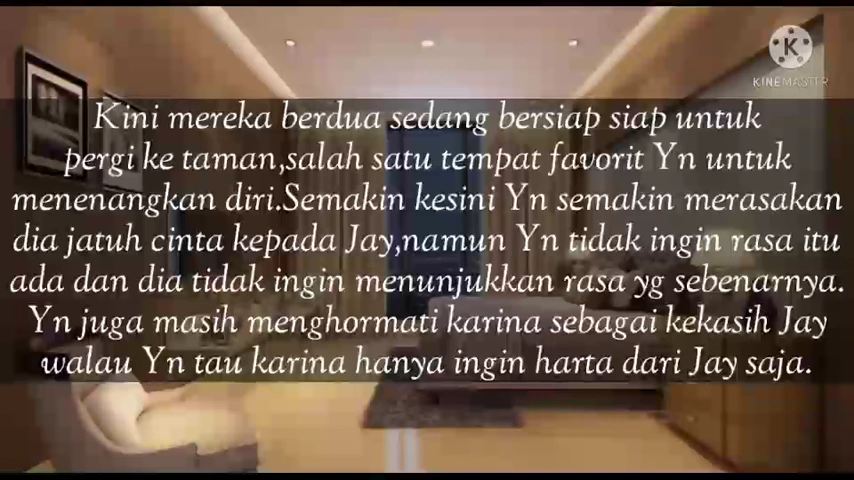 KINEMASTER
Kini mereka berdua sedang bersiap siap untuk
pergi ke taman,salah satu tempat favorit Yn untuk
menenangkan diri.Semakin kesini Yn semakin merasakan
dia jatuh cinta kepada Jay,namun Yn tidak ingin rasa itu
ada dan dia tidak ingin menunjukkan rasa yg sebenarnya.
Yn juga masih menghormati karina sebagai kekasih Jay
walau Yn tau karina hanya ingin harta dari Jay saja.